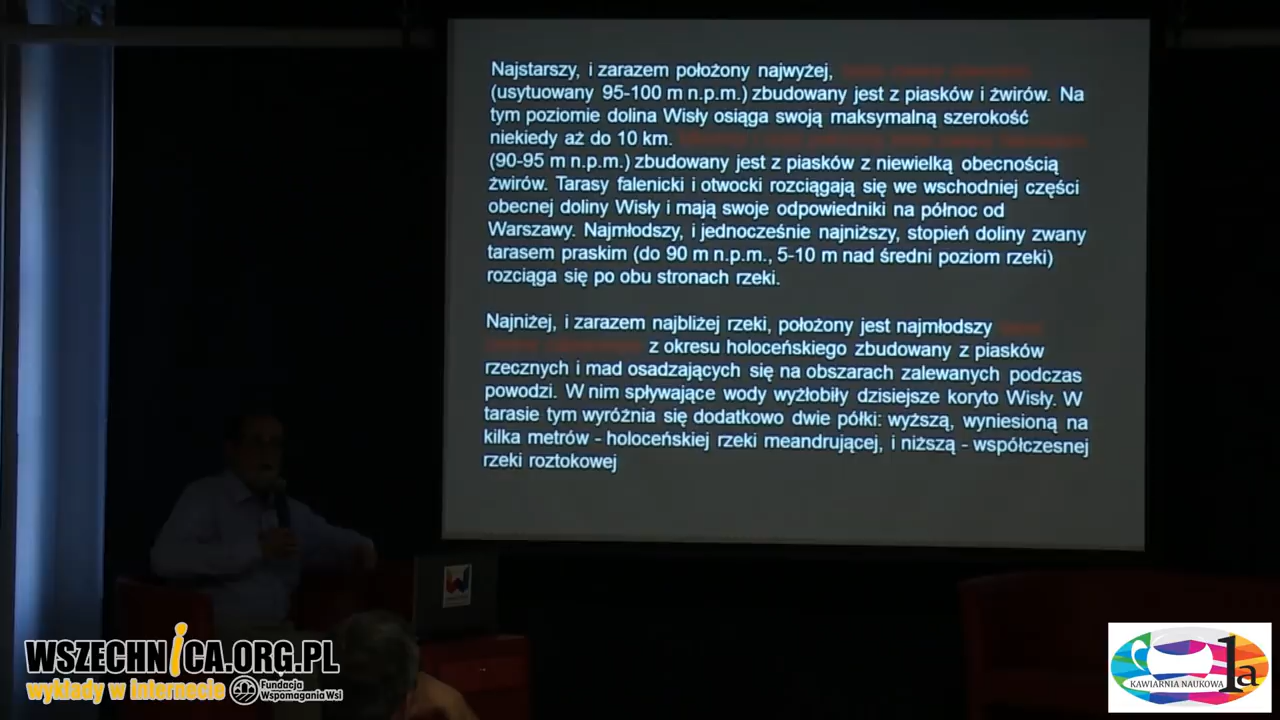 Najstarszy, i zarazem położony najwyżej,
(usytuowany 95-100 m n.p.m.) zbudowany jest z piasków i żwirów. Na
tym poziomie dolina Wisły osiąga swoją maksymalną szerokość
niekiedy aż do 10 km.
(90-95 m n.p.m.) zbudowany jest z piasków z niewielką obecnością
żwirów. Tarasy falenicki i otwocki rozciągają się we wschodniej części
obecnej doliny Wisły i mają swoje odpowiedniki na północ od
Warszawy. Najmłodszy, i jednocześnie najniższy, stopień doliny zwany
tarasem praskim (do 90 m n.p.m., 5-10 m nad średni poziom rzeki)
rozciąga się po obu stronach rzeki.
Najniżej, i zarazem najbliżej rzeki, położony jest najmłodszy
z okresu holoceńskiego zbudowany z piasków
rzecznych i mad osadzających się na obszarach zalewanych podczas
powodzi. W nim spływające wody wyżłobiły dzisiejsze koryto Wisły. W
tarasie tym wyróżnia się dodatkowo dwie półki: wyższą, wyniesioną na
kilka metrów - holoceńskiej rzeki meandrującej, i niższą - współczesnej
rzeki roztokowej
WSZECHNICA.ORG.PL
wykłady w internecie
Fundacja
Wspomagania Wsi
KAWIARNIA NAUKOWA 1a